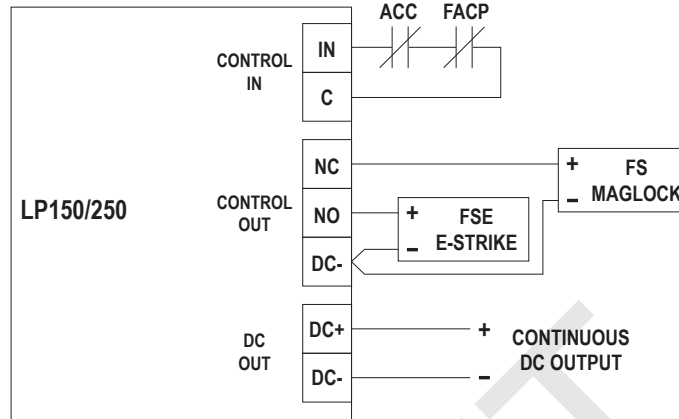 ACC FACP
CONTROL
IN
IN
C
LP150/250
CONTROL
OUT
NC
NO
DC-
+ FS
− MAGLOCK
+ FSE
− E-STRIKE
DC
OUT
DC+
DC-
+ CONTINUOUS
− DC OUTPUT